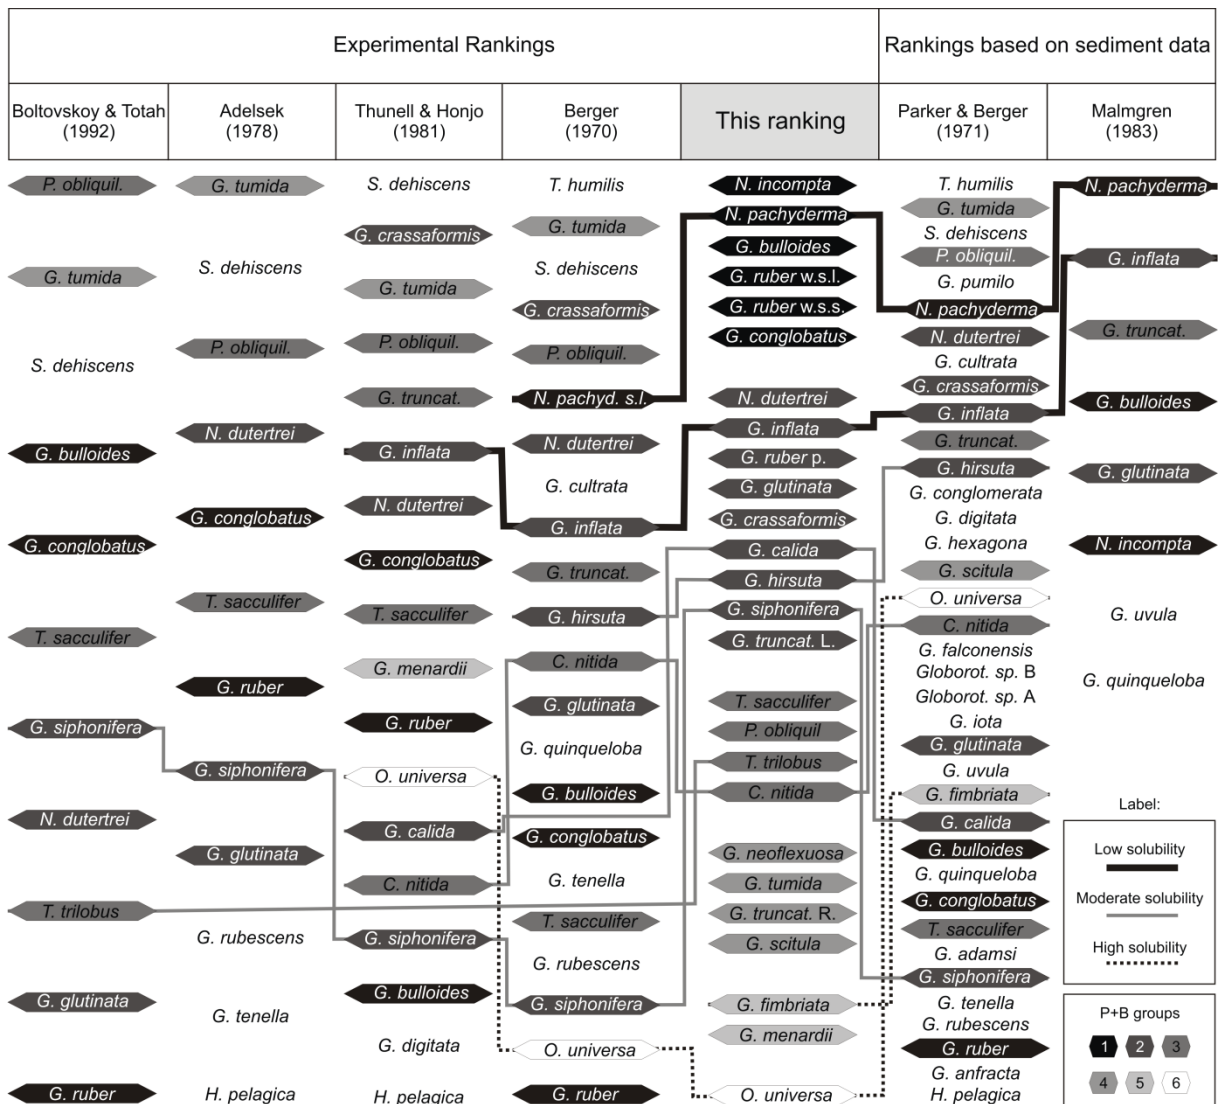 Experimental Rankings
Rankings based on sediment data
Boltovskoy & Totah
(1992)
Adelsek
(1978)
Thunell & Honjo
(1981)
Berger
(1970)
This ranking
Parker & Berger
(1971)
Malmgren
(1983)
P. obliquil.
G. tumida
S. dehiscens
G. bulloides
G. conglobatus
T. sacculifer
G. siphonifera
N. dutertrei
T. trilobus
G. glutinata
G. ruber
G. tumida
S. dehiscens
P. obliquil.
N. dutertrei
G. conglobatus
T. sacculifer
G. ruber
G. siphonifera
G. glutinata
G. rubescens
G. tenella
H. pelagica
S. dehiscens
G. crassaformis
G. tumida
P. obliquil.
G. truncat.
G. inflata
N. dutertrei
G. conglobatus
T. sacculifer
G. menardii
G. ruber
O. universa
G. calida
C. nitida
G. siphonifera
G. bulloides
G. digitata
H. pelagica
T. humilis
G. tumida
S. dehiscens
G. crassaformis
P. obliquil.
N. pachyd. s.l.
N. dutertrei
G. cultrata
G. inflata
G. truncat.
G. hirsuta
C. nitida
G. glutinata
G. quinqueloba
G. bulloides
G. conglobatus
G. tenella
T. sacculifer
G. rubescens
G. siphonifera
O. universa
G. ruber
N. incompta
N. pachyderma
G. bulloides
G. ruber w.s.l.
G. ruber w.s.s.
G. conglobatus
N. dutertrei
G. inflata
G. ruber p.
G. glutinata
G. crassaformis
G. calida
G. hirsuta
G. siphonifera
G. truncat. L.
T. sacculifer
P. obliquil
T. trilobus
C. nitida
G. neoflexuosa
G. tumida
G. truncat. R.
G. scitula
G. fimbriata
G. menardii
O. universa
T. humilis
G. tumida
S. dehiscens
P. obliquil.
G. pumilo
N. pachyderma
N. dutertrei
G. cultrata
G. crassaformis
G. inflata
G. truncat.
G. hirsuta
G. conglomerata
G. digitata
G. hexagona
G. scitula
O. universa
C. nitida
G. falconensis
Globorot. sp. B
Globorot. sp. A
G. iota
G. glutinata
G. uvula
G. fimbriata
G. calida
G. bulloides
G. quinqueloba
G. conglobatus
T. sacculifer
G. adamsi
G. siphonifera
G. tenella
G. rubescens
G. ruber
G. anfracta
H. pelagica
N. pachyderma
G. inflata
G. truncat.
G. bulloides
G. glutinata
N. incompta
G. uvula
G. quinqueloba
Label:
Low solubility
Moderate solubility
High solubility
P+B groups
1 2 3
4 5 6